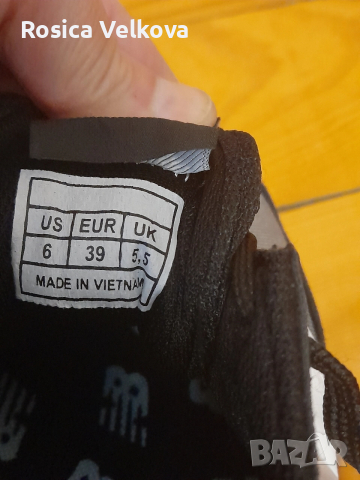 Rosica Velkova
US EUR UK
6 39 5,5
MADE IN VIETNAM
BAZAR